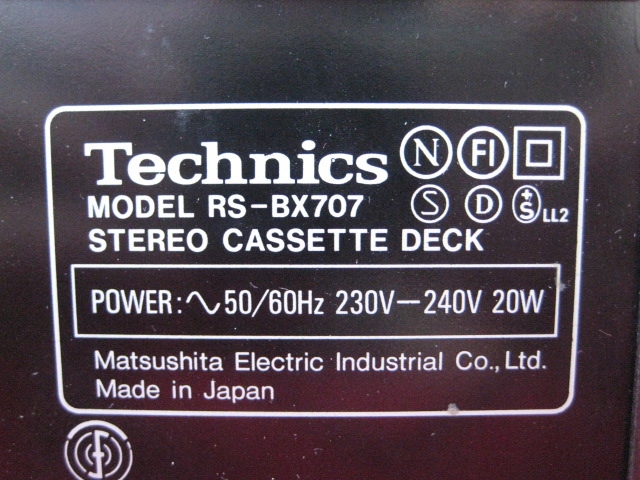 Technics N FI
MODEL RS-BX707 S D +S LL2
STEREO CASSETTE DECK
POWER: ∿ 50/60Hz 230V—240V 20W
Matsushita Electric Industrial Co., Ltd.
Made in Japan